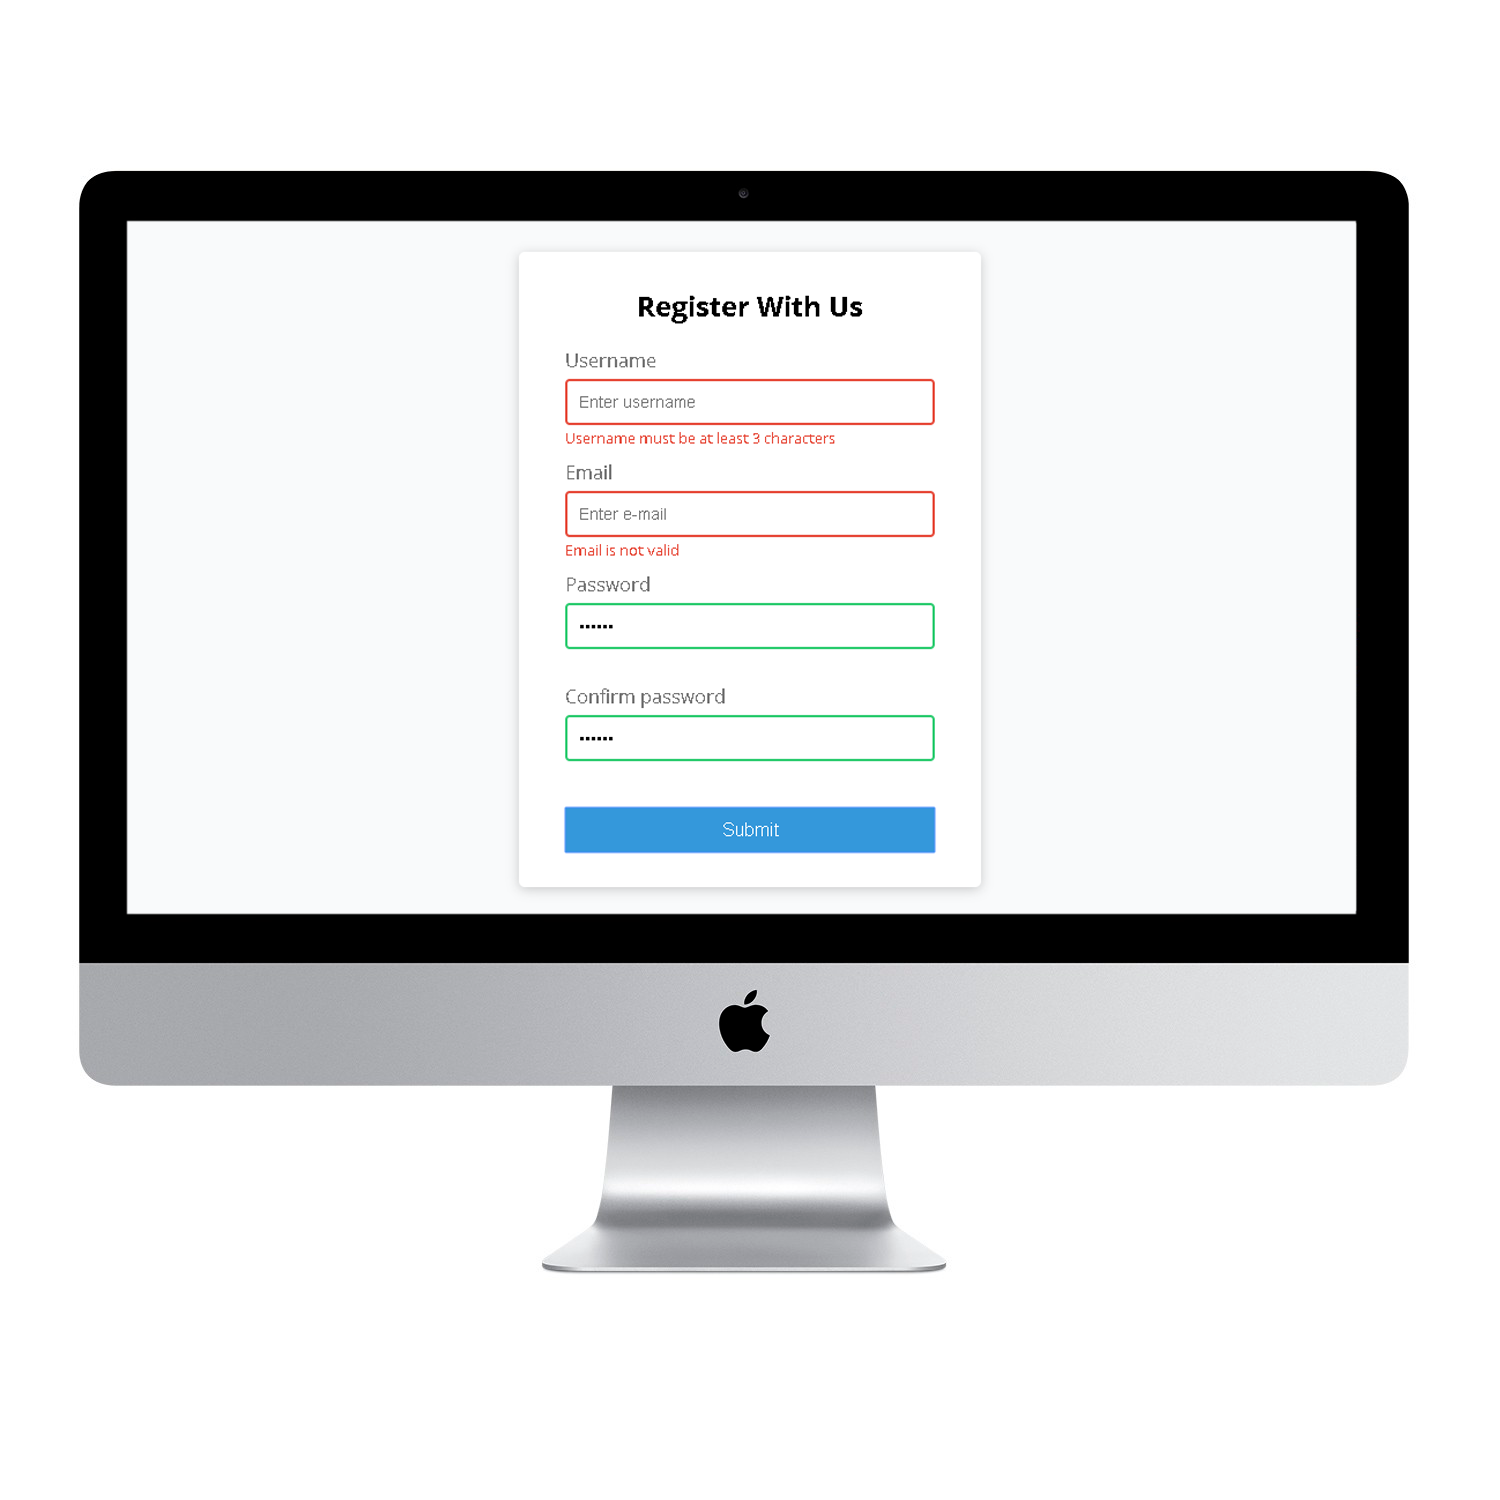 Register With Us
Username
Enter username
Username must be at least 3 characters
Email
Enter e-mail
Email is not valid
Password
••••••
Confirm password
••••••
Submit